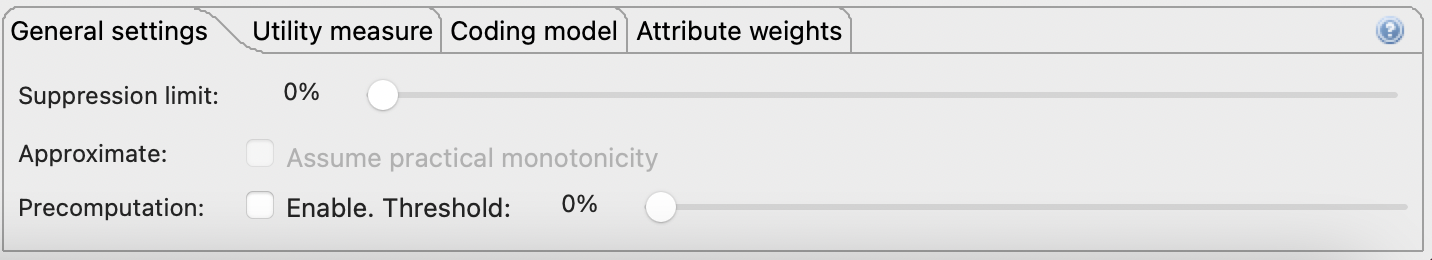 General settings Utility measure Coding model Attribute weights ?
Suppression limit: 0%
Approximate: Assume practical monotonicity
Precomputation: Enable. Threshold: 0%